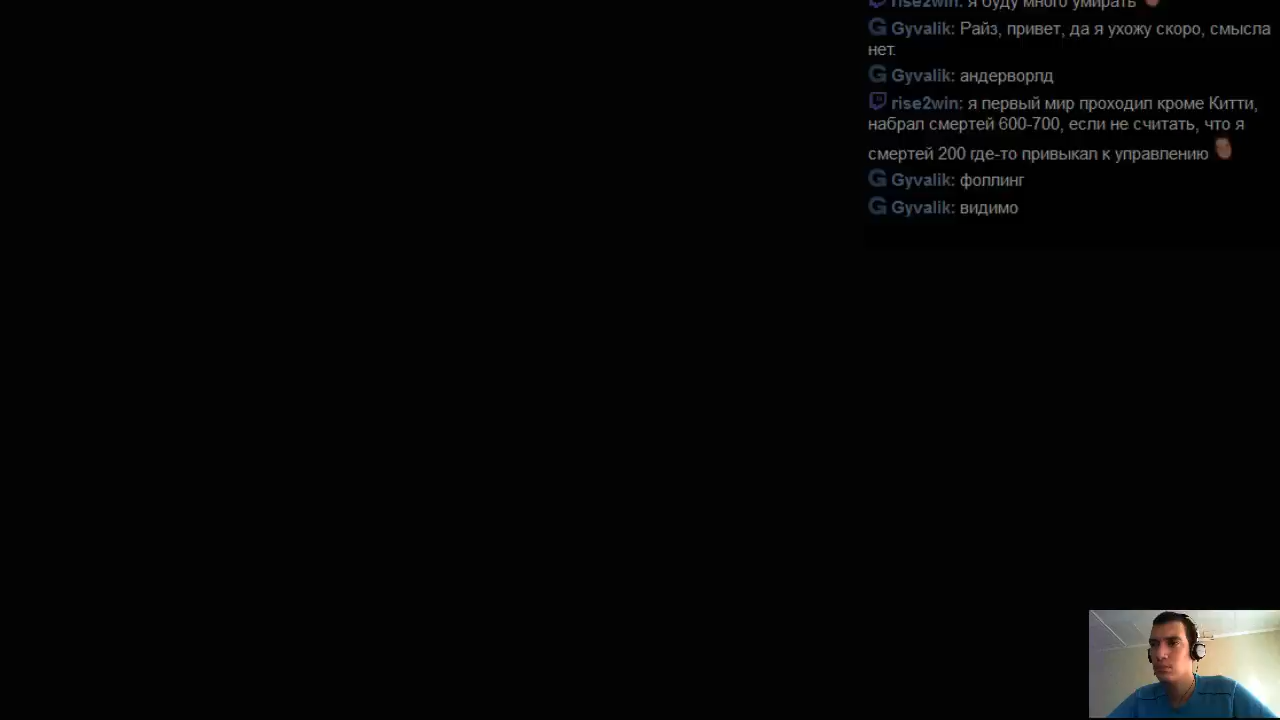 rise2win: я буду много умирать
Gyvalik: Райз, привет, да я ухожу скоро, смысла
нет.
Gyvalik: андерворлд
rise2win: я первый мир проходил кроме Китти,
набрал смертей 600-700, если не считать, что я
смертей 200 где-то привыкал к управлению
Gyvalik: фоллинг
Gyvalik: видимо